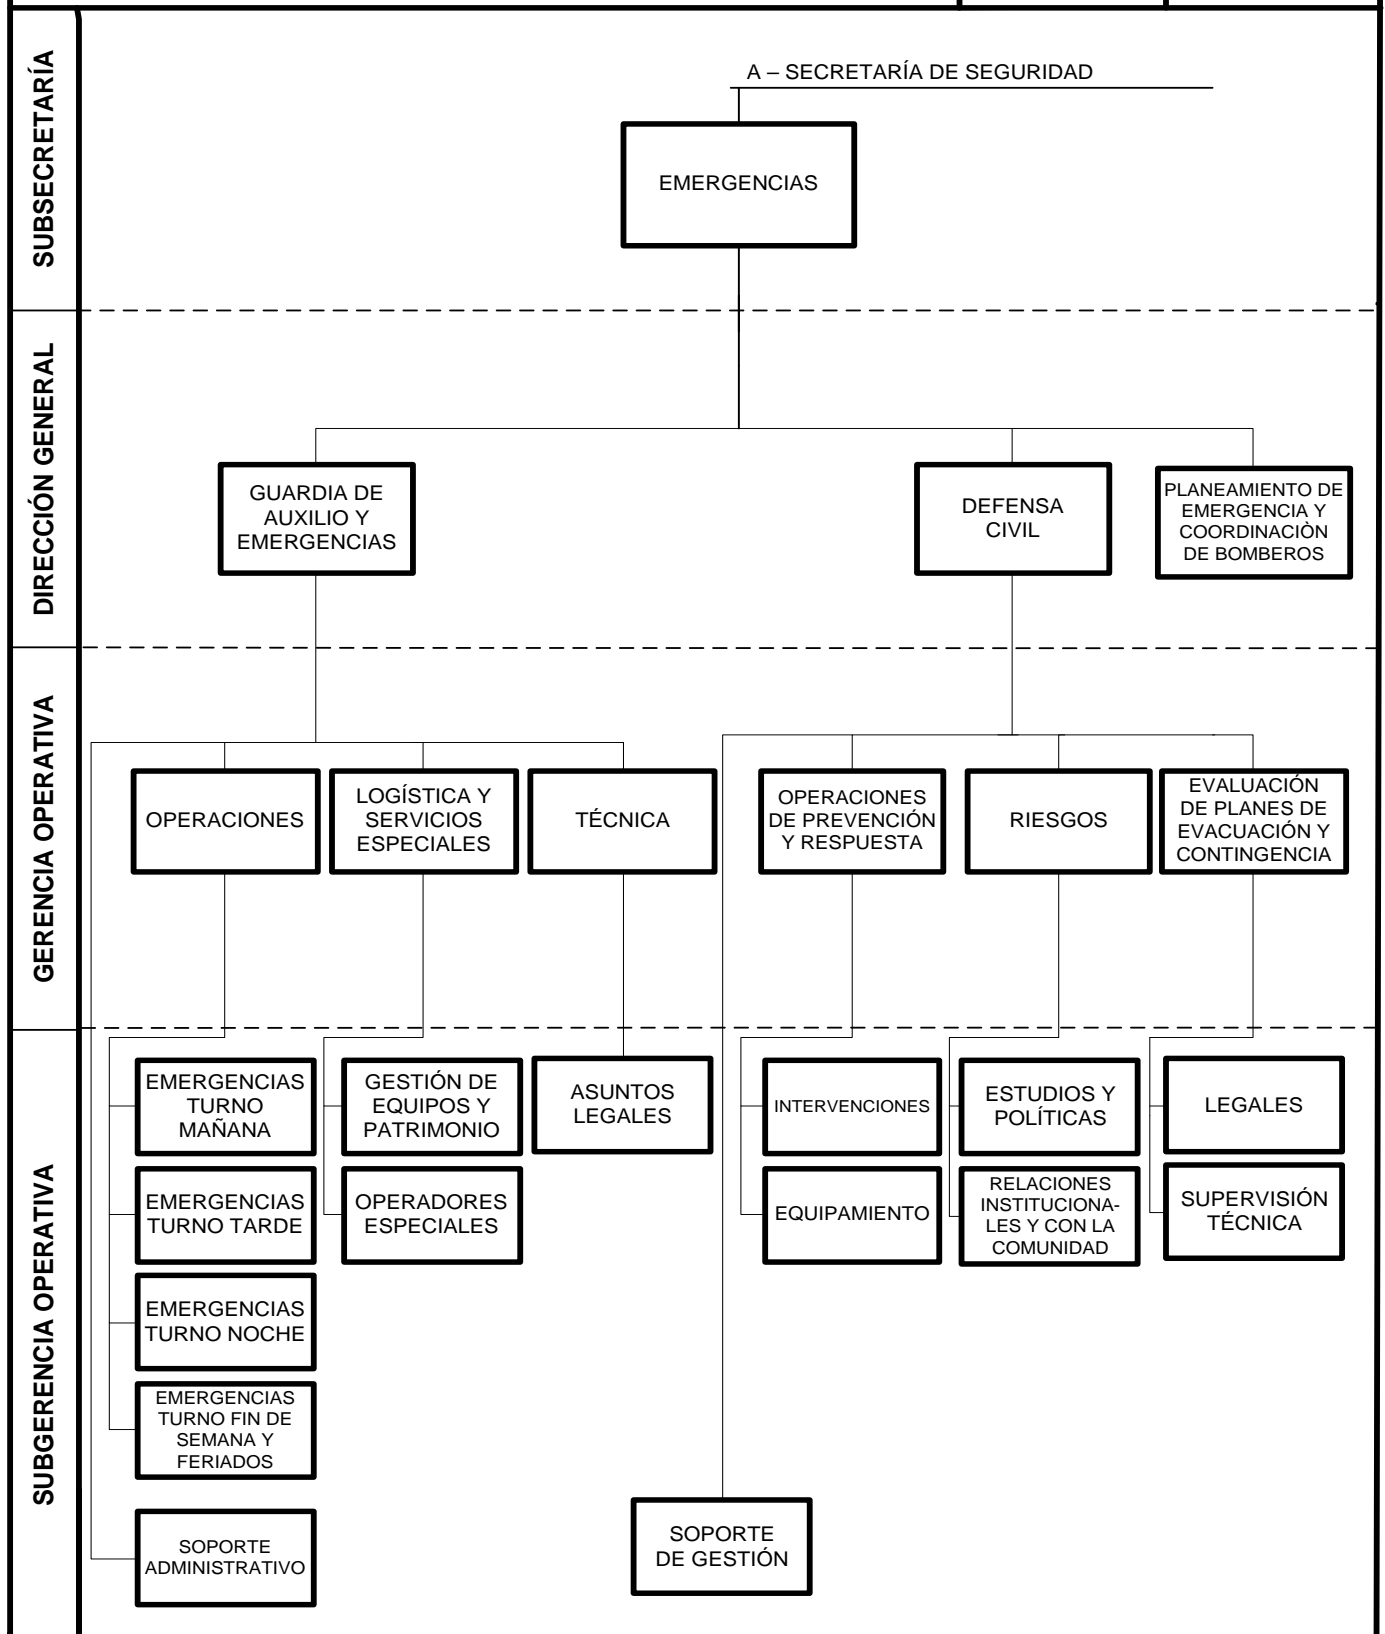 A – SECRETARÍA DE SEGURIDAD
SUBSECRETARÍA
EMERGENCIAS
DIRECCIÓN GENERAL
GUARDIA DE
AUXILIO Y
EMERGENCIAS
DEFENSA
CIVIL
PLANEAMIENTO DE
EMERGENCIA Y
COORDINACIÒN
DE BOMBEROS
GERENCIA OPERATIVA
OPERACIONES
LOGÍSTICA Y
SERVICIOS
ESPECIALES
TÉCNICA
OPERACIONES
DE PREVENCIÓN
Y RESPUESTA
RIESGOS
EVALUACIÓN
DE PLANES DE
EVACUACIÓN Y
CONTINGENCIA
SUBGERENCIA OPERATIVA
EMERGENCIAS
TURNO
MAÑANA
GESTIÓN DE
EQUIPOS Y
PATRIMONIO
ASUNTOS
LEGALES
INTERVENCIONES
ESTUDIOS Y
POLÍTICAS
LEGALES
EMERGENCIAS
TURNO TARDE
OPERADORES
ESPECIALES
EQUIPAMIENTO
RELACIONES
INSTITUCIONA-
LES Y CON LA
COMUNIDAD
SUPERVISIÓN
TÉCNICA
EMERGENCIAS
TURNO NOCHE
EMERGENCIAS
TURNO FIN DE
SEMANA Y
FERIADOS
SOPORTE
ADMINISTRATIVO
SOPORTE
DE GESTIÓN